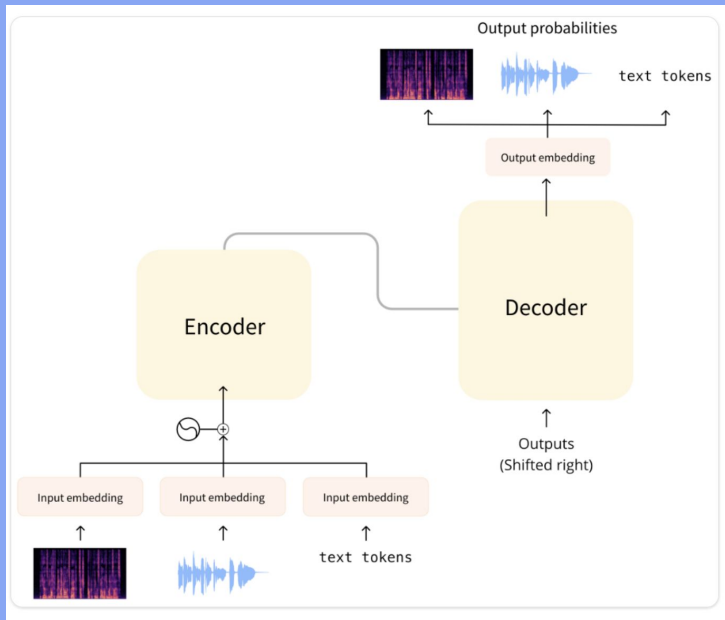 Output probabilities
text tokens
Output embedding
Encoder
Decoder
Outputs
(Shifted right)
Input embedding
Input embedding
Input embedding
text tokens